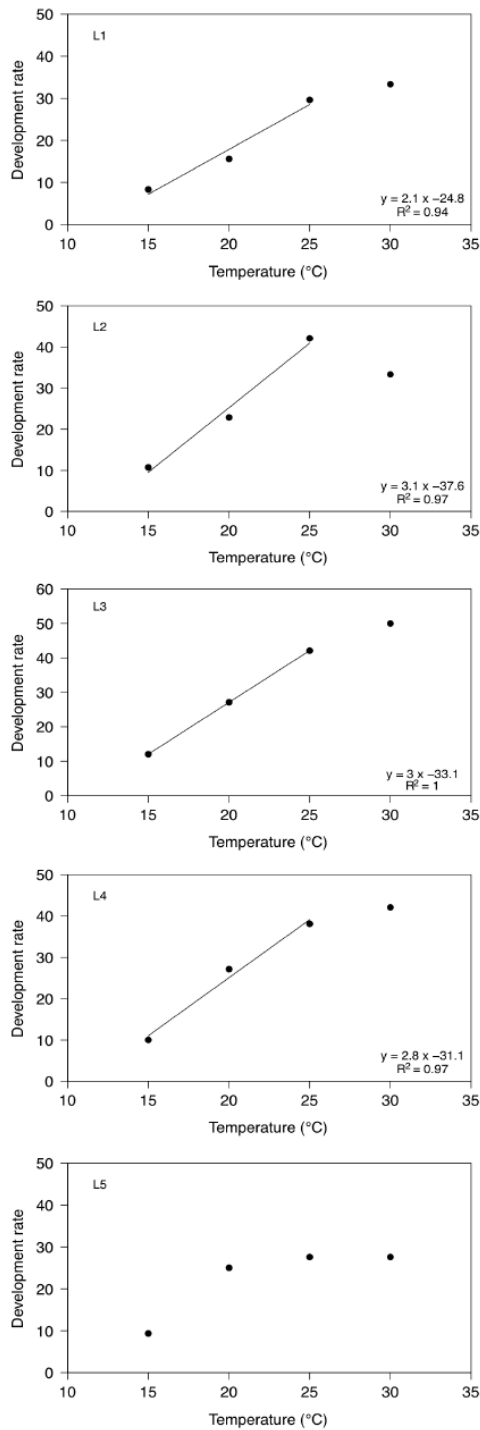 50
L1
40
30
20
10
y = 2.1 x −24.8
R² = 0.94
0
10 15 20 25 30 35
Development rate
Temperature (°C)
50
L2
40
30
20
10
y = 3.1 x −37.6
R² = 0.97
0
10 15 20 25 30 35
Development rate
Temperature (°C)
60
L3
50
40
30
20
10
y = 3 x −33.1
R² = 1
0
10 15 20 25 30 35
Development rate
Temperature (°C)
50
L4
40
30
20
10
y = 2.8 x −31.1
R² = 0.97
0
10 15 20 25 30 35
Development rate
Temperature (°C)
50
L5
40
30
20
10
0
10 15 20 25 30 35
Development rate
Temperature (°C)